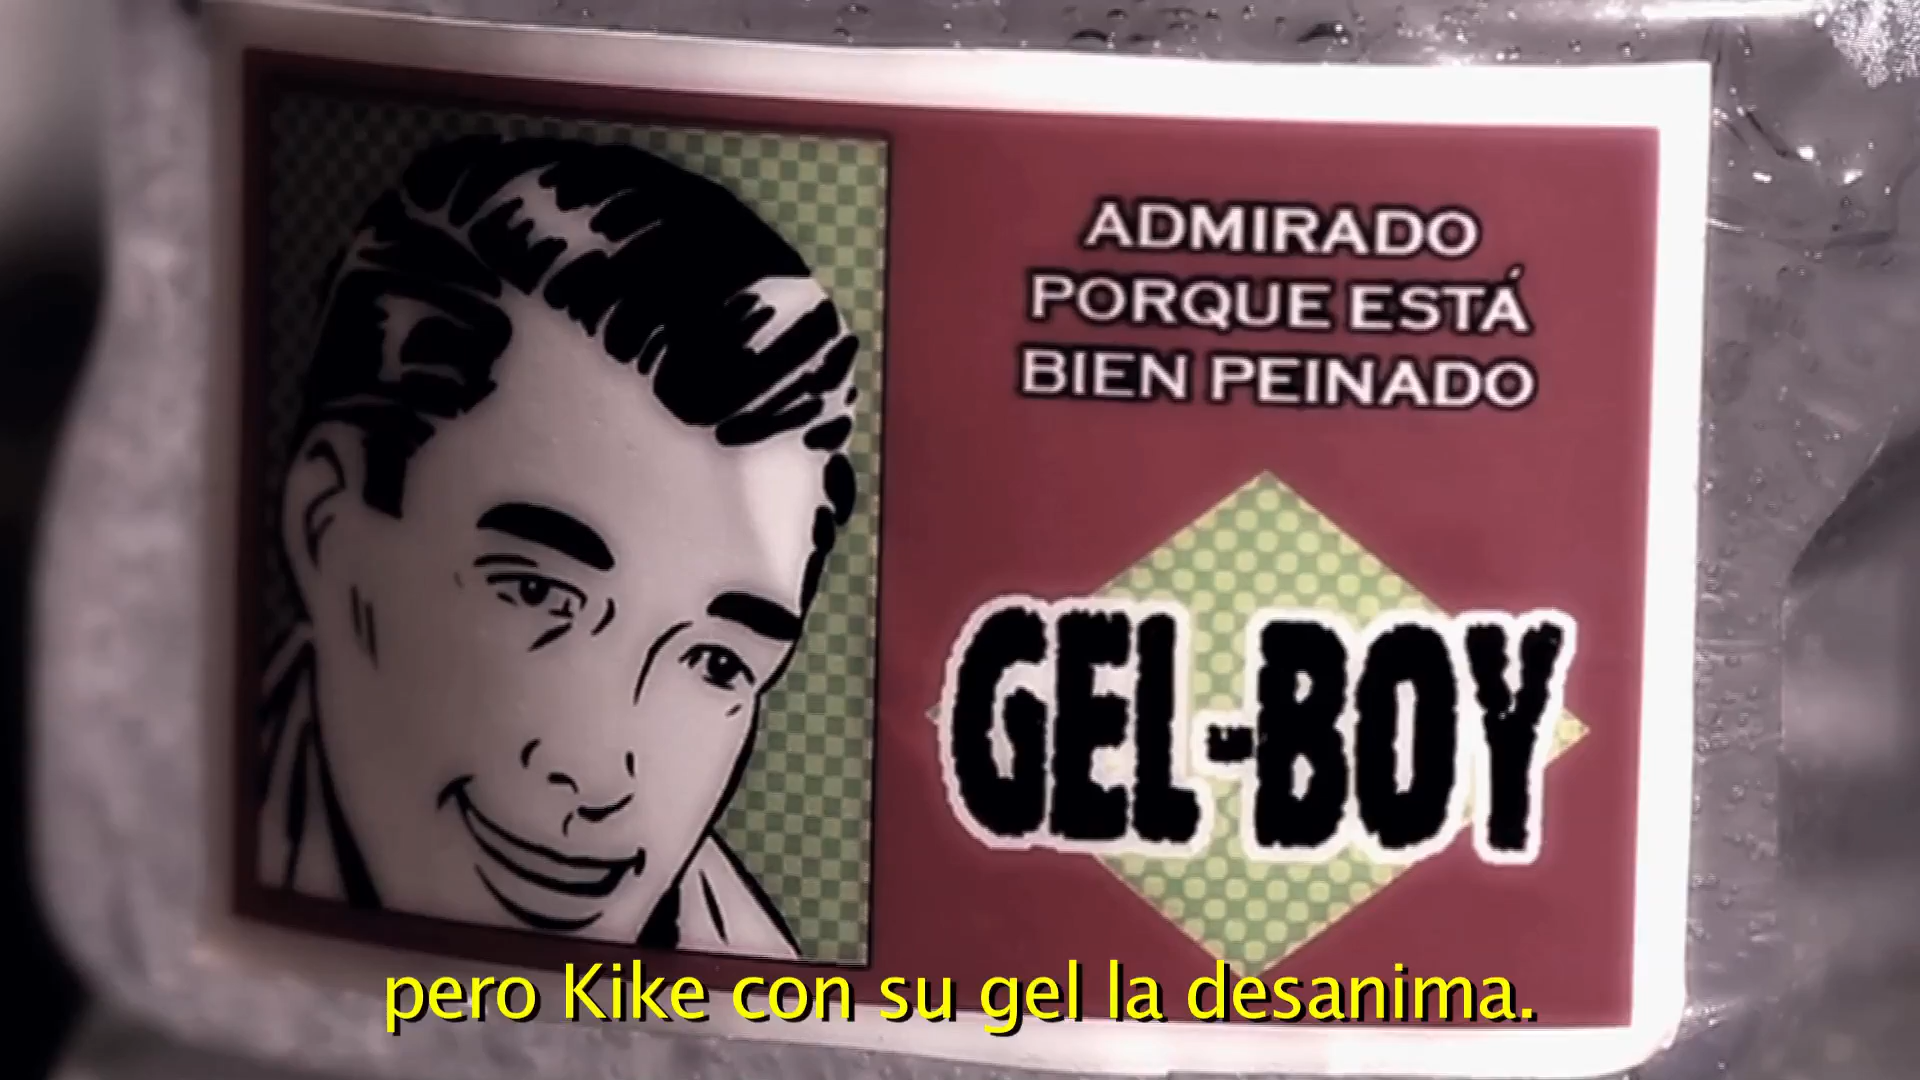 ADMIRADO
PORQUE ESTÁ
BIEN PEINADO
GEL-BOY
pero Kike con su gel la desanima.